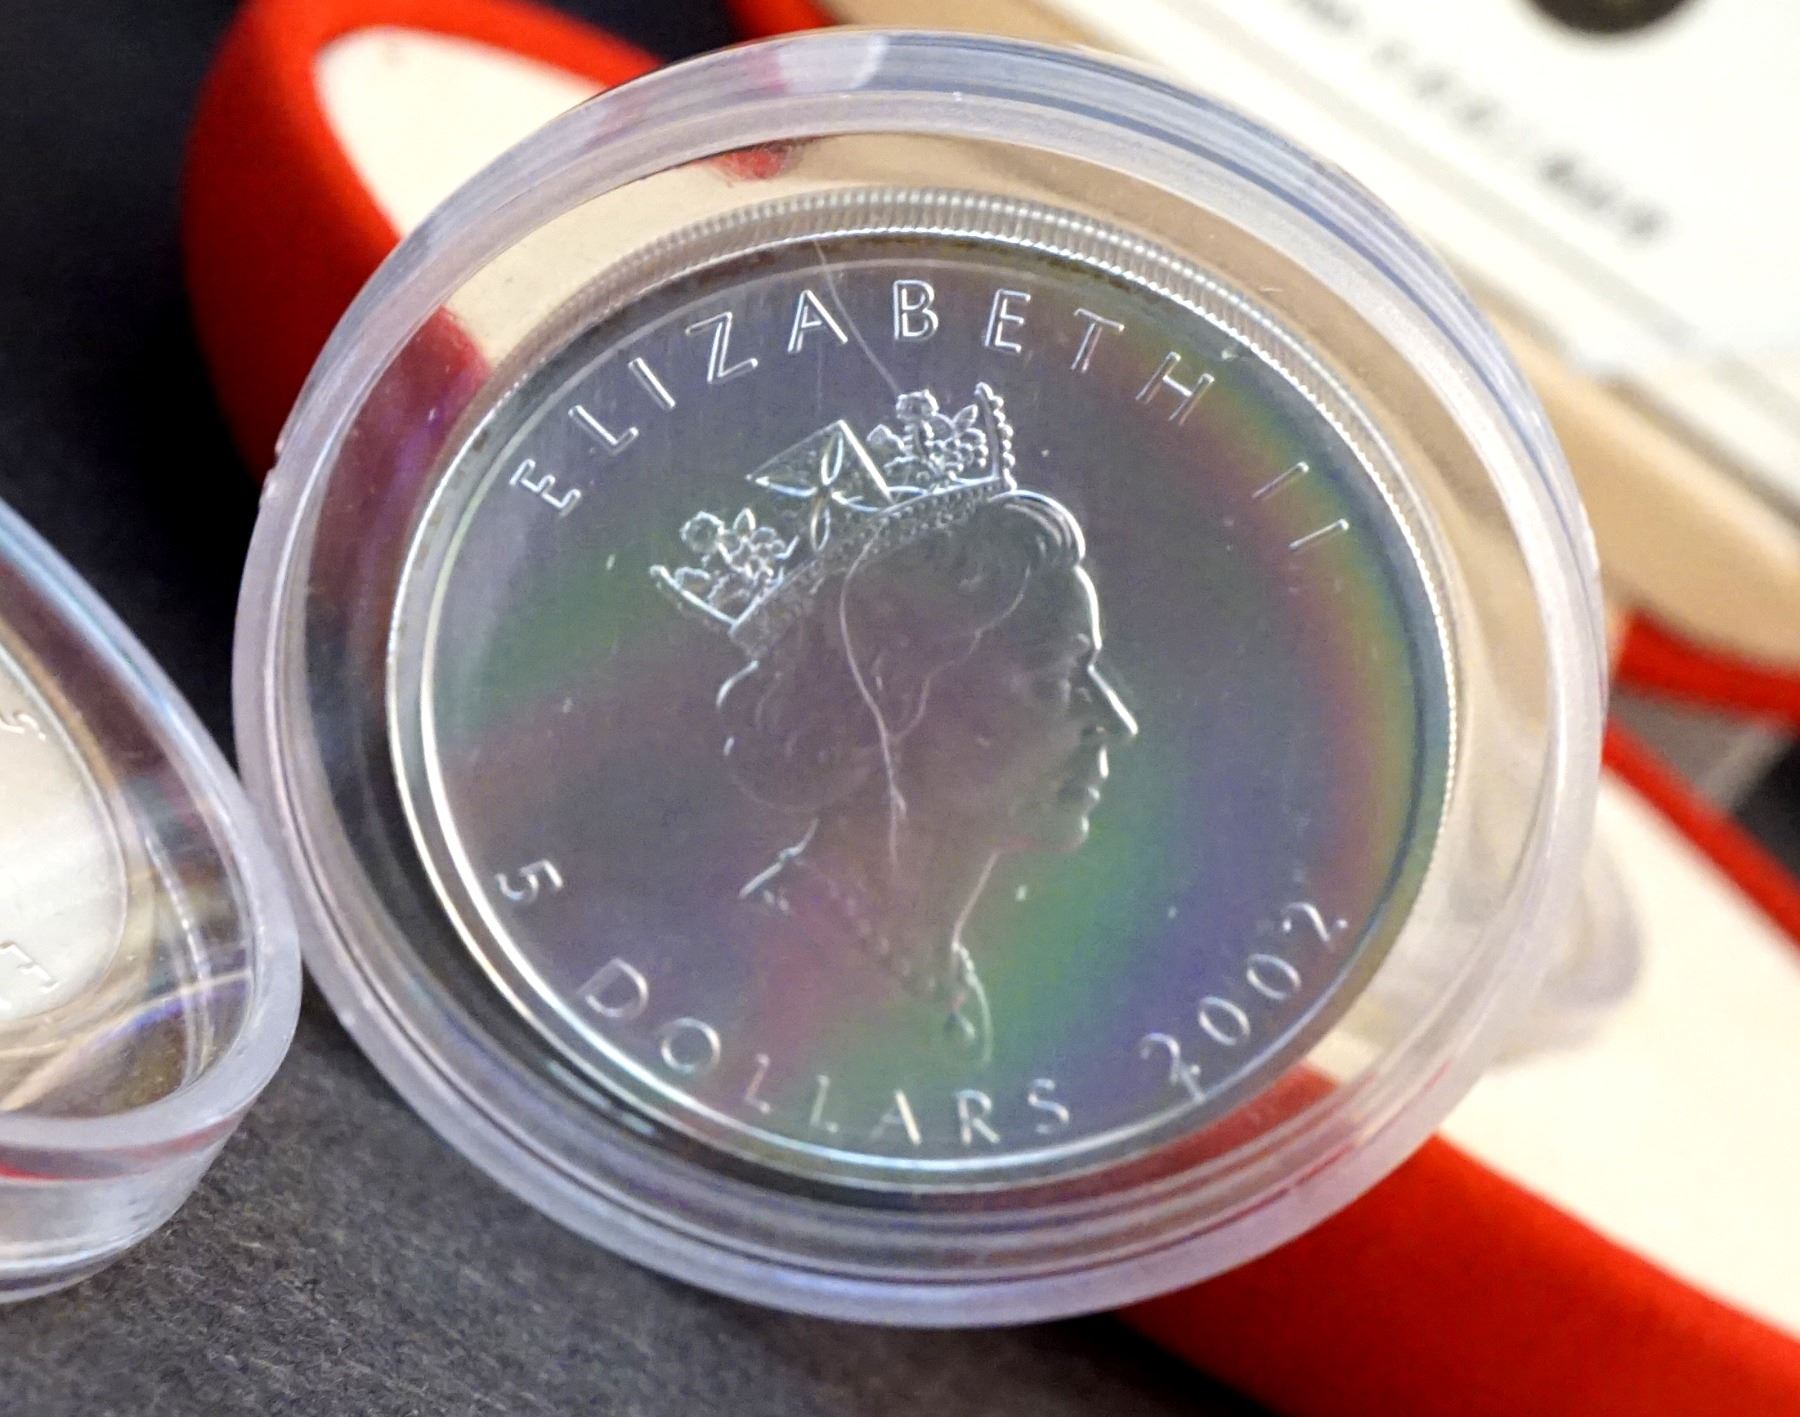 ELIZABETH II
5 DOLLARS 2002